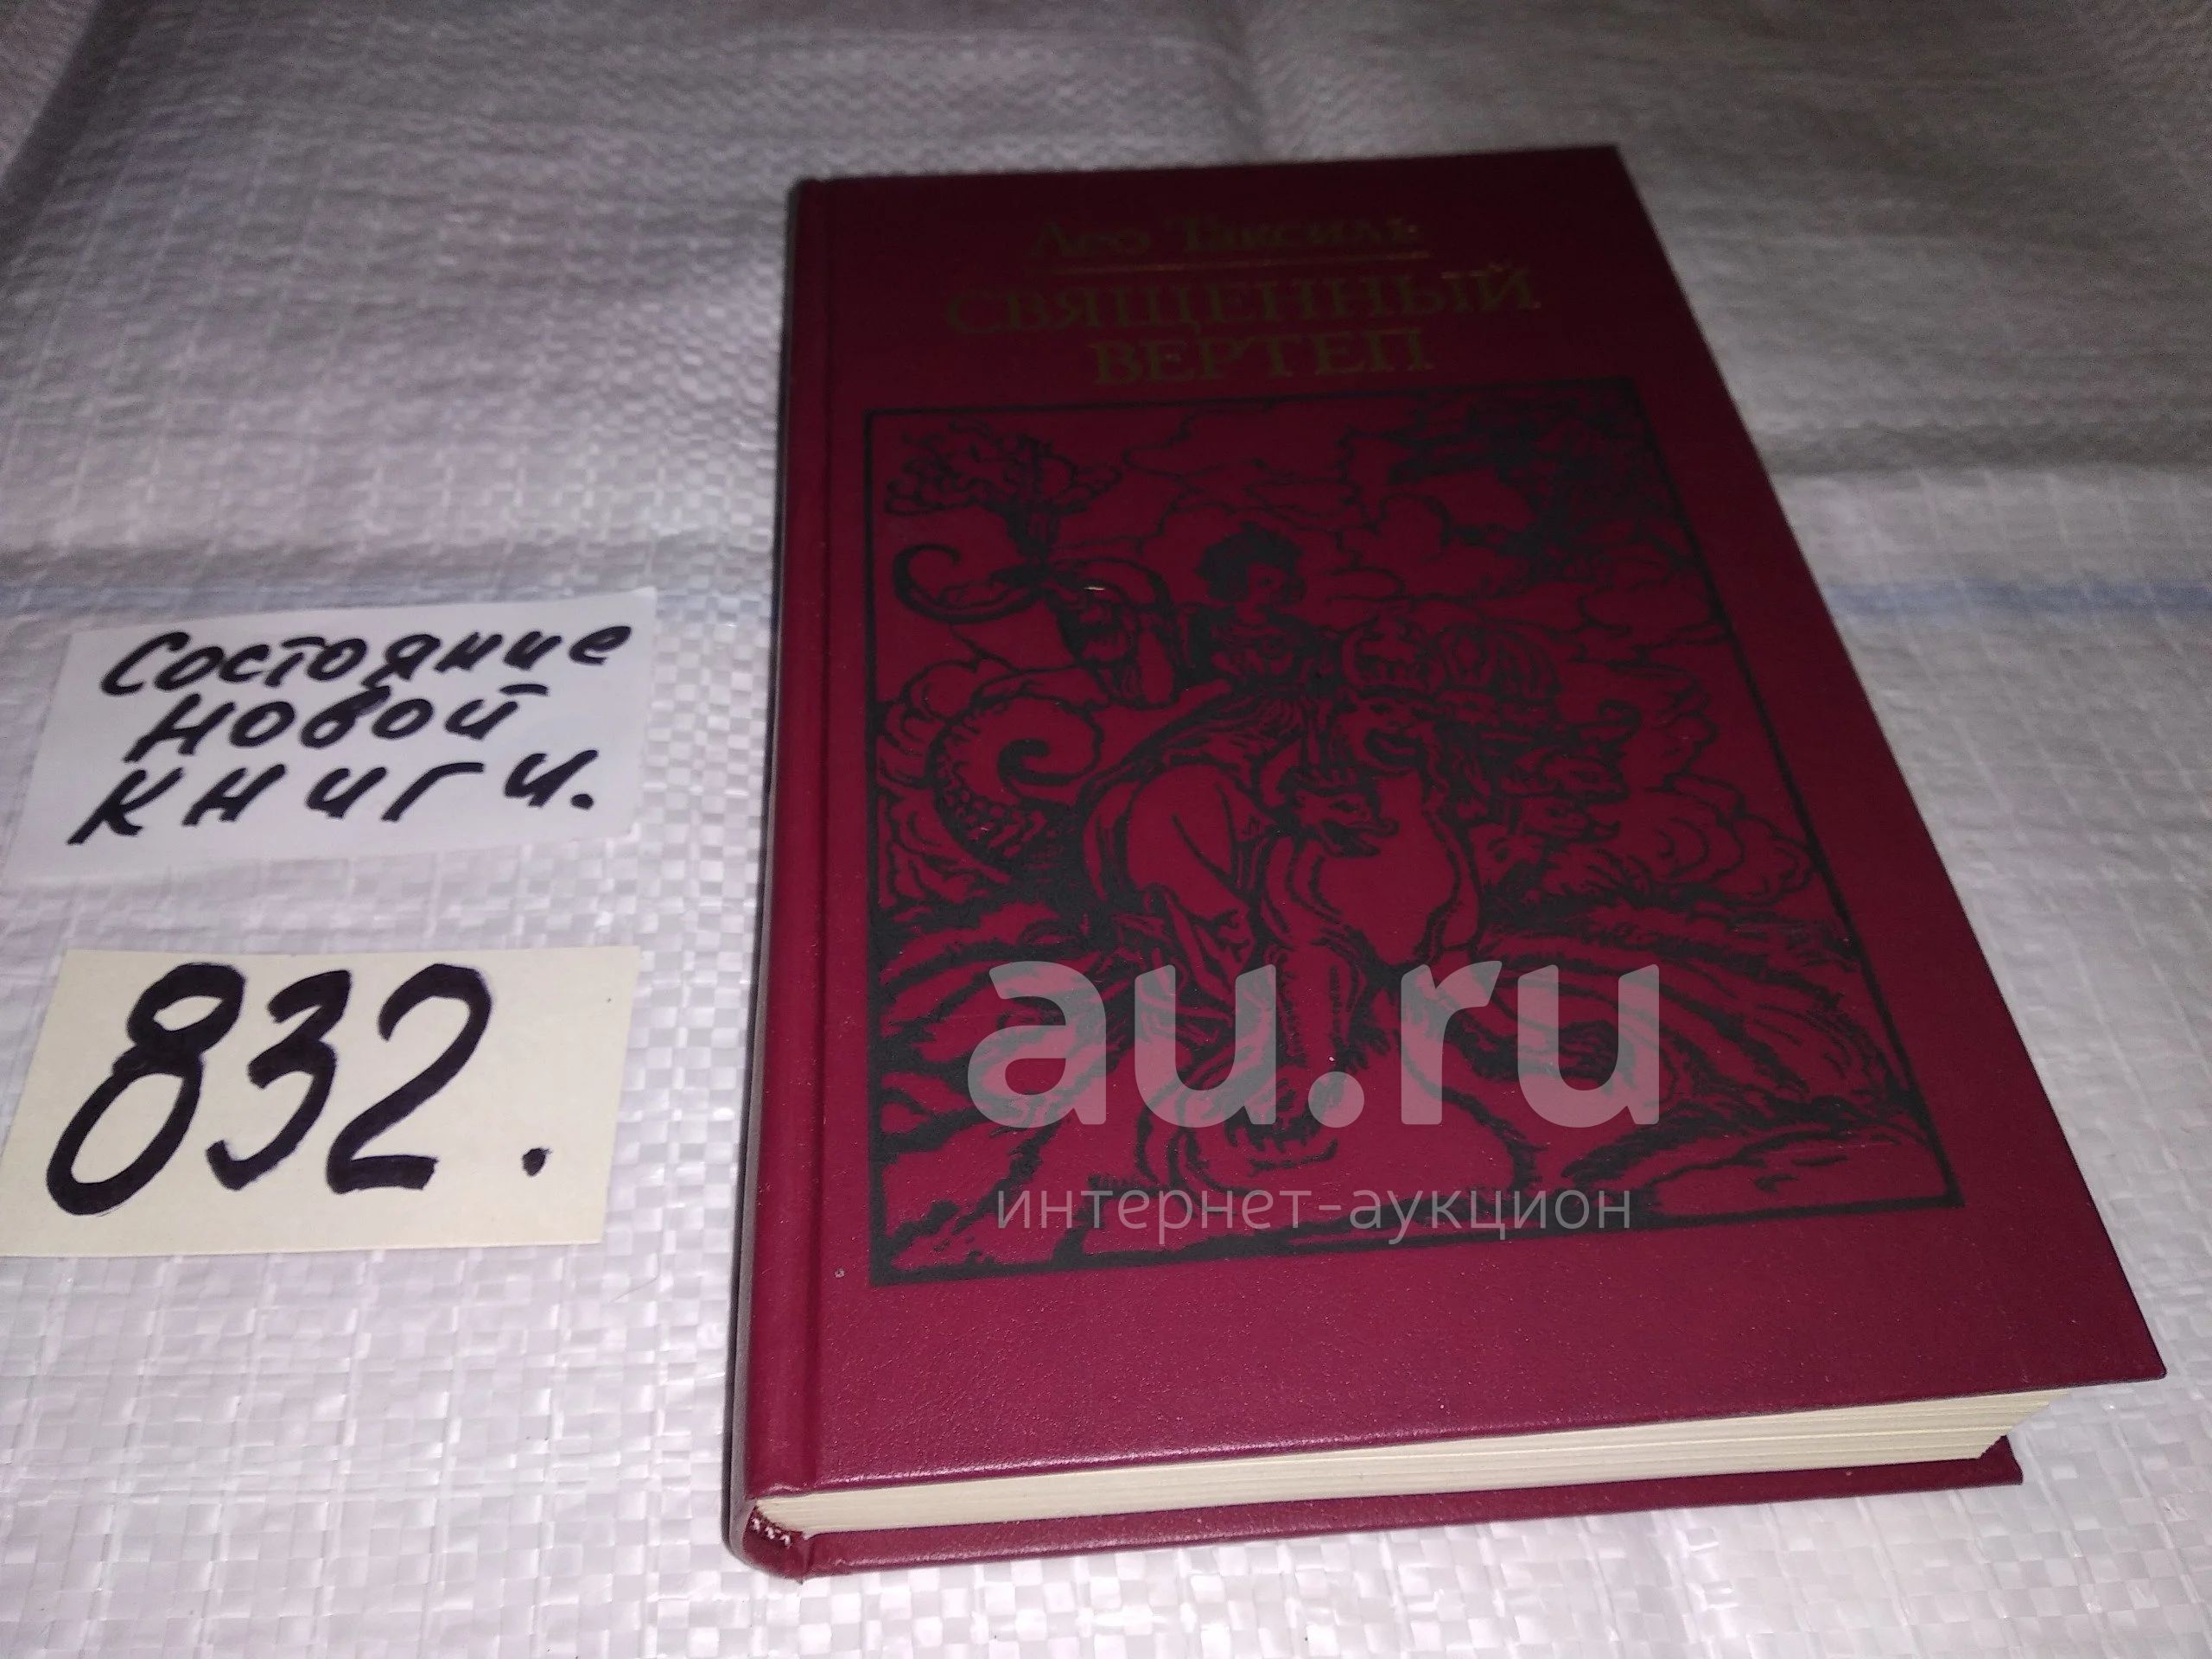 Лео Таксиль
СВЯЩЕННЫЙ
ВЕРТЕП
Состояние
новой
книги.
832.
au.ru
интернет-аукцион